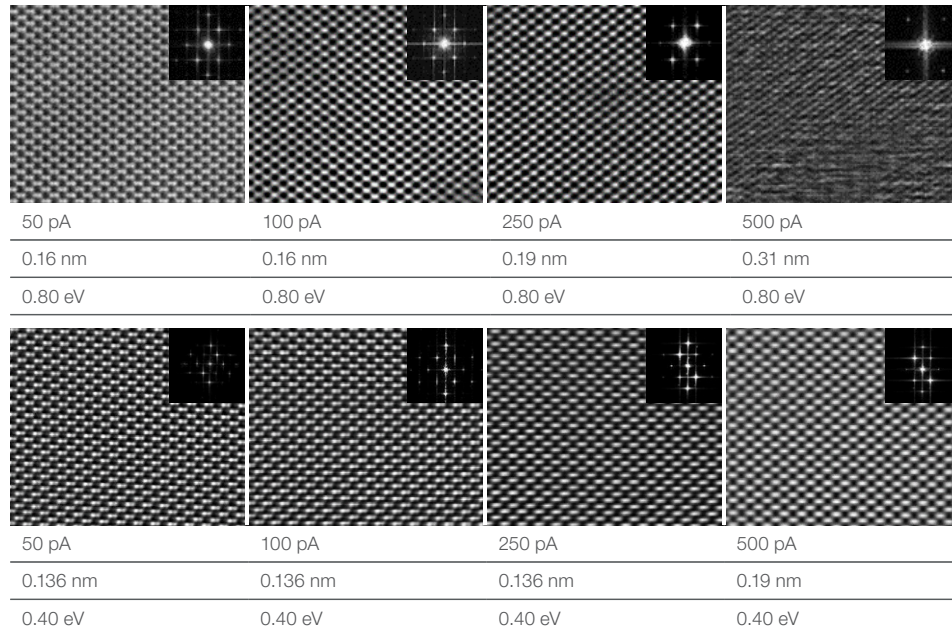 50 pA 100 pA 250 pA 500 pA
0.16 nm 0.16 nm 0.19 nm 0.31 nm
0.80 eV 0.80 eV 0.80 eV 0.80 eV
50 pA 100 pA 250 pA 500 pA
0.136 nm 0.136 nm 0.136 nm 0.19 nm
0.40 eV 0.40 eV 0.40 eV 0.40 eV